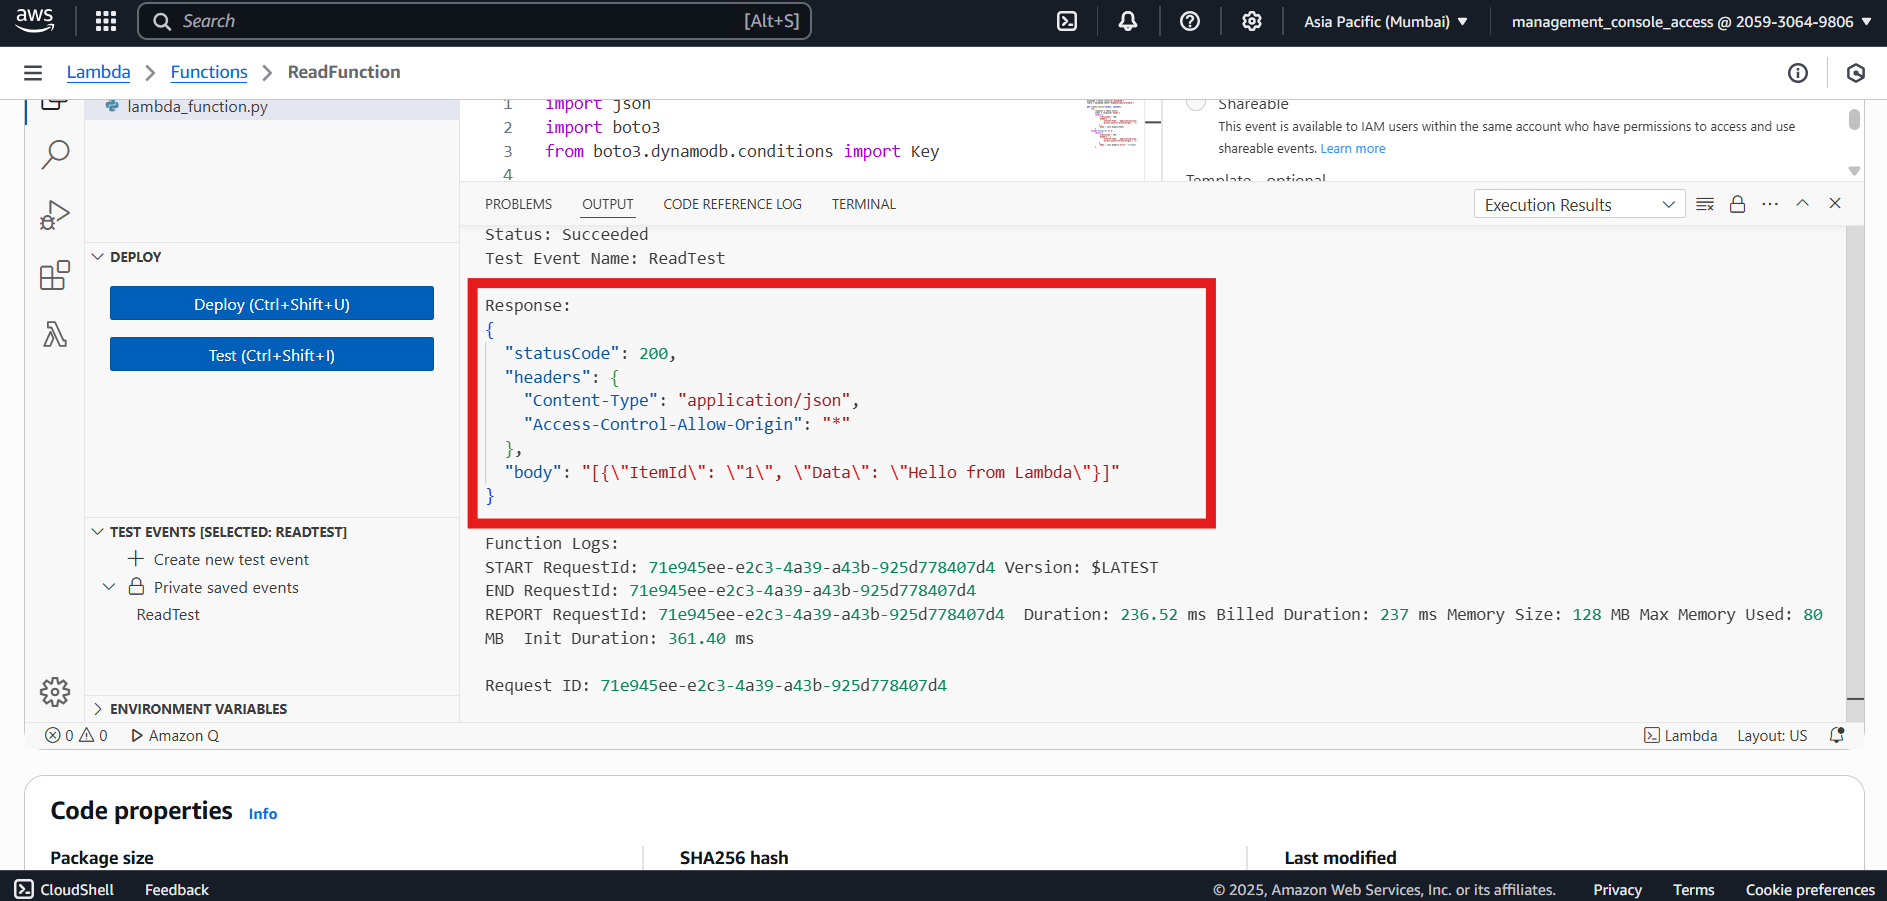 aws
Search
[Alt+S]
Asia Pacific (Mumbai)
management_console_access @ 2059-3064-9806
Lambda
Functions
ReadFunction
lambda_function.py
1 import json
2 import boto3
3 from boto3.dynamodb.conditions import Key
4
Shareable
This event is available to IAM users within the same account who have permissions to access and use
shareable events. Learn more
Template - optional
PROBLEMS
OUTPUT
CODE REFERENCE LOG
TERMINAL
Execution Results
DEPLOY
Deploy (Ctrl+Shift+U)
Test (Ctrl+Shift+I)
TEST EVENTS [SELECTED: READTEST]
Create new test event
Private saved events
ReadTest
ENVIRONMENT VARIABLES
Status: Succeeded
Test Event Name: ReadTest
Response:
{
"statusCode": 200,
"headers": {
"Content-Type": "application/json",
"Access-Control-Allow-Origin": "*"
},
"body": "[{\"ItemId\": \"1\", \"Data\": \"Hello from Lambda\"}]"
}
Function Logs:
START RequestId: 71e945ee-e2c3-4a39-a43b-925d778407d4 Version: $LATEST
END RequestId: 71e945ee-e2c3-4a39-a43b-925d778407d4
REPORT RequestId: 71e945ee-e2c3-4a39-a43b-925d778407d4 Duration: 236.52 ms Billed Duration: 237 ms Memory Size: 128 MB Max Memory Used: 80
MB Init Duration: 361.40 ms
Request ID: 71e945ee-e2c3-4a39-a43b-925d778407d4
0 0 Amazon Q
Lambda
Layout: US
Code properties Info
Package size
SHA256 hash
Last modified
CloudShell
Feedback
© 2025, Amazon Web Services, Inc. or its affiliates.
Privacy
Terms
Cookie preferences